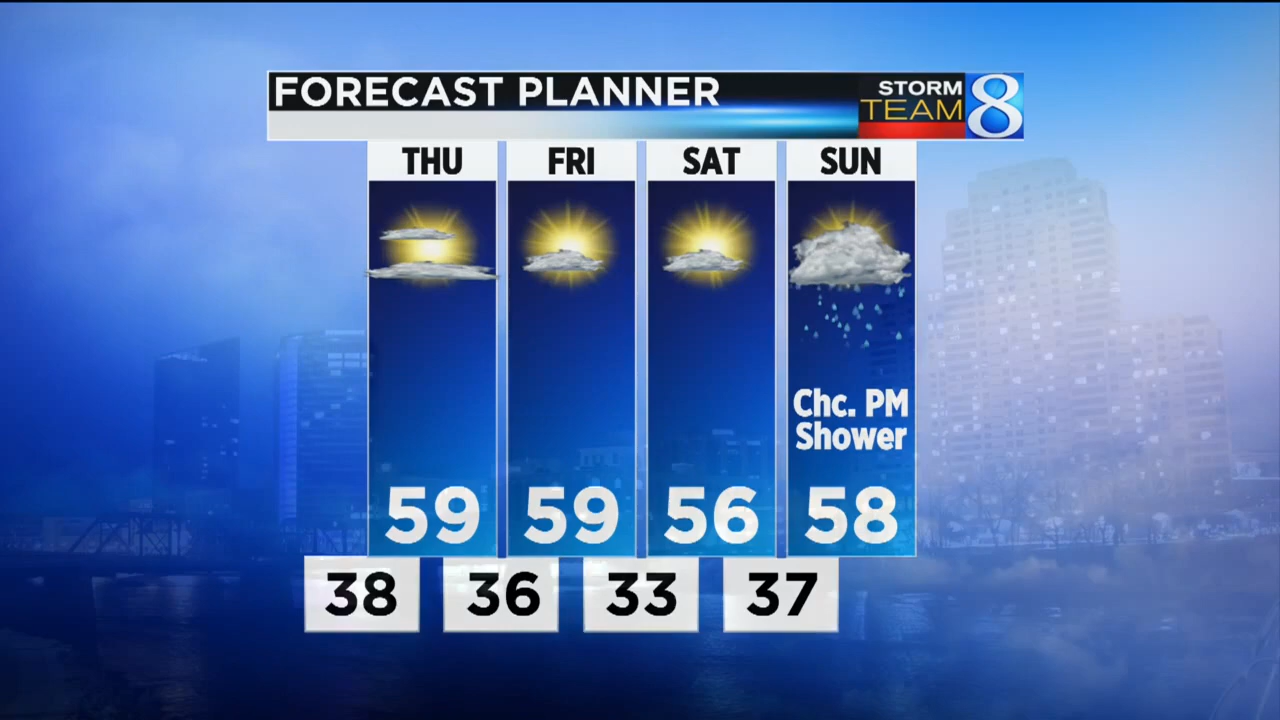 FORECAST PLANNER
STORM
TEAM 8
THU FRI SAT SUN
Chc. PM
Shower
59 59 56 58
38 36 33 37